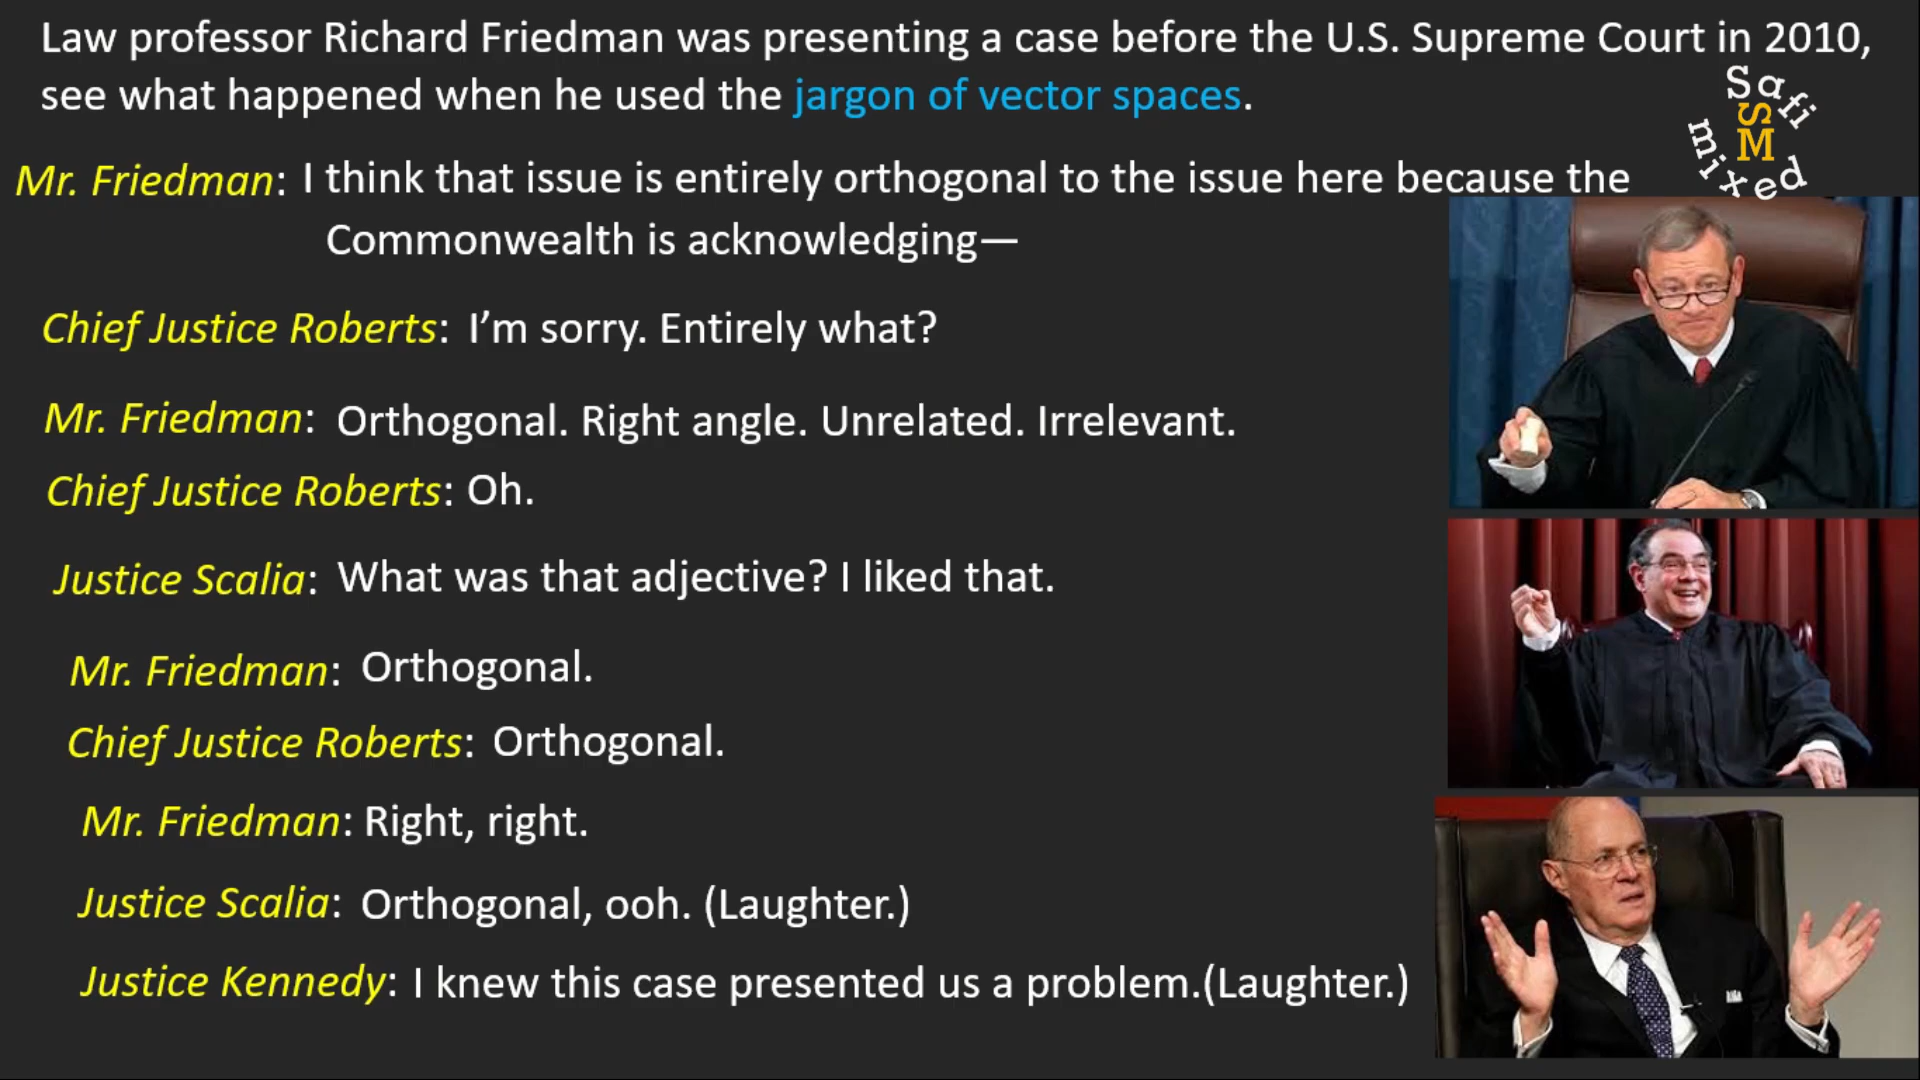 Law professor Richard Friedman was presenting a case before the U.S. Supreme Court in 2010,
see what happened when he used the jargon of vector spaces.
Safi
SM
mixed
Mr. Friedman: I think that issue is entirely orthogonal to the issue here because the
Commonwealth is acknowledging—
Chief Justice Roberts: I’m sorry. Entirely what?
Mr. Friedman: Orthogonal. Right angle. Unrelated. Irrelevant.
Chief Justice Roberts: Oh.
Justice Scalia: What was that adjective? I liked that.
Mr. Friedman: Orthogonal.
Chief Justice Roberts: Orthogonal.
Mr. Friedman: Right, right.
Justice Scalia: Orthogonal, ooh. (Laughter.)
Justice Kennedy: I knew this case presented us a problem.(Laughter.)